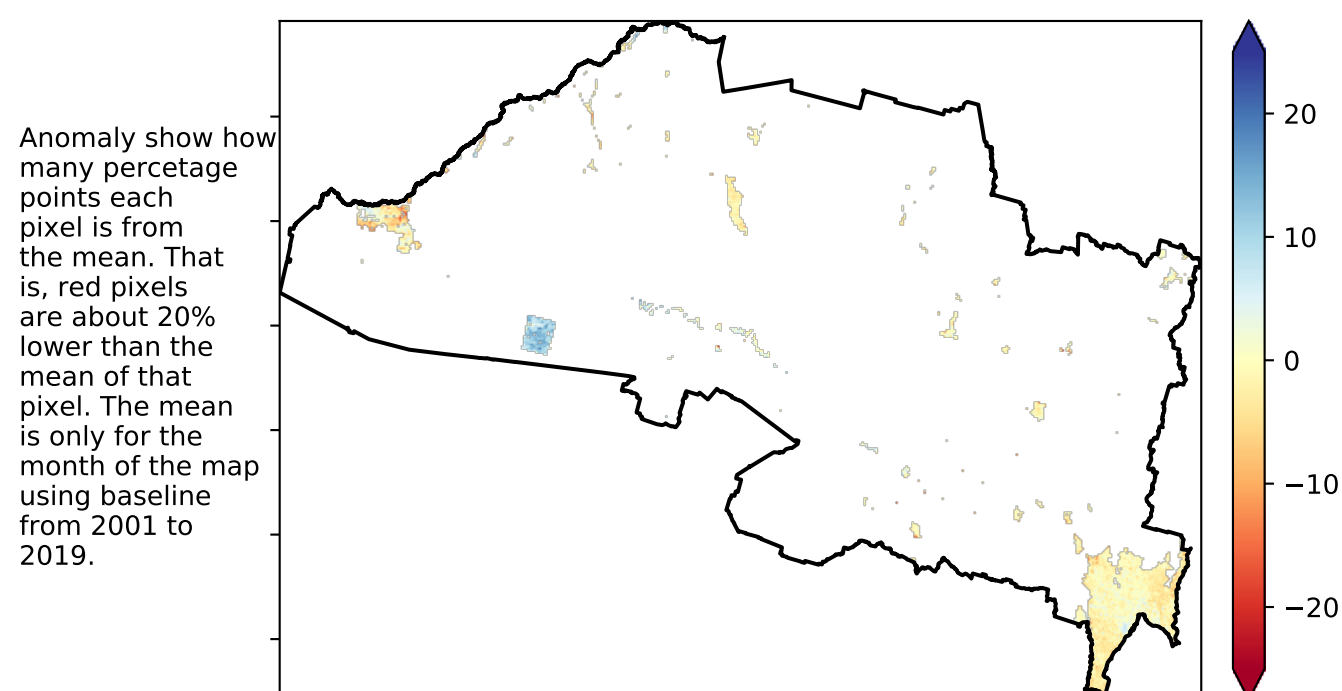 Anomaly show how
many percetage
points each
pixel is from
the mean. That
is, red pixels
are about 20%
lower than the
mean of that
pixel. The mean
is only for the
month of the map
using baseline
from 2001 to
2019.
20
10
0
−10
−20